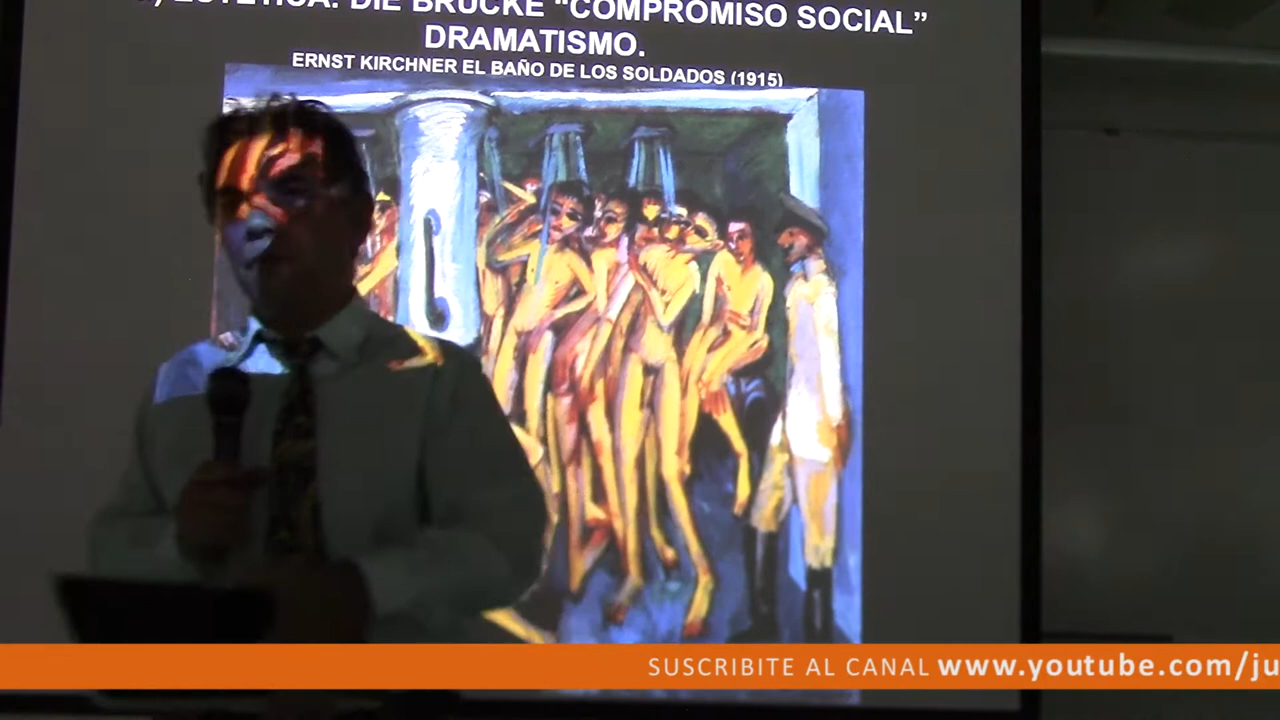 ESTÉTICA: DIE BRÜCKE “COMPROMISO SOCIAL”
DRAMATISMO.
ERNST KIRCHNER EL BAÑO DE LOS SOLDADOS (1915)
SUSCRIBITE AL CANAL www.youtube.com/ju